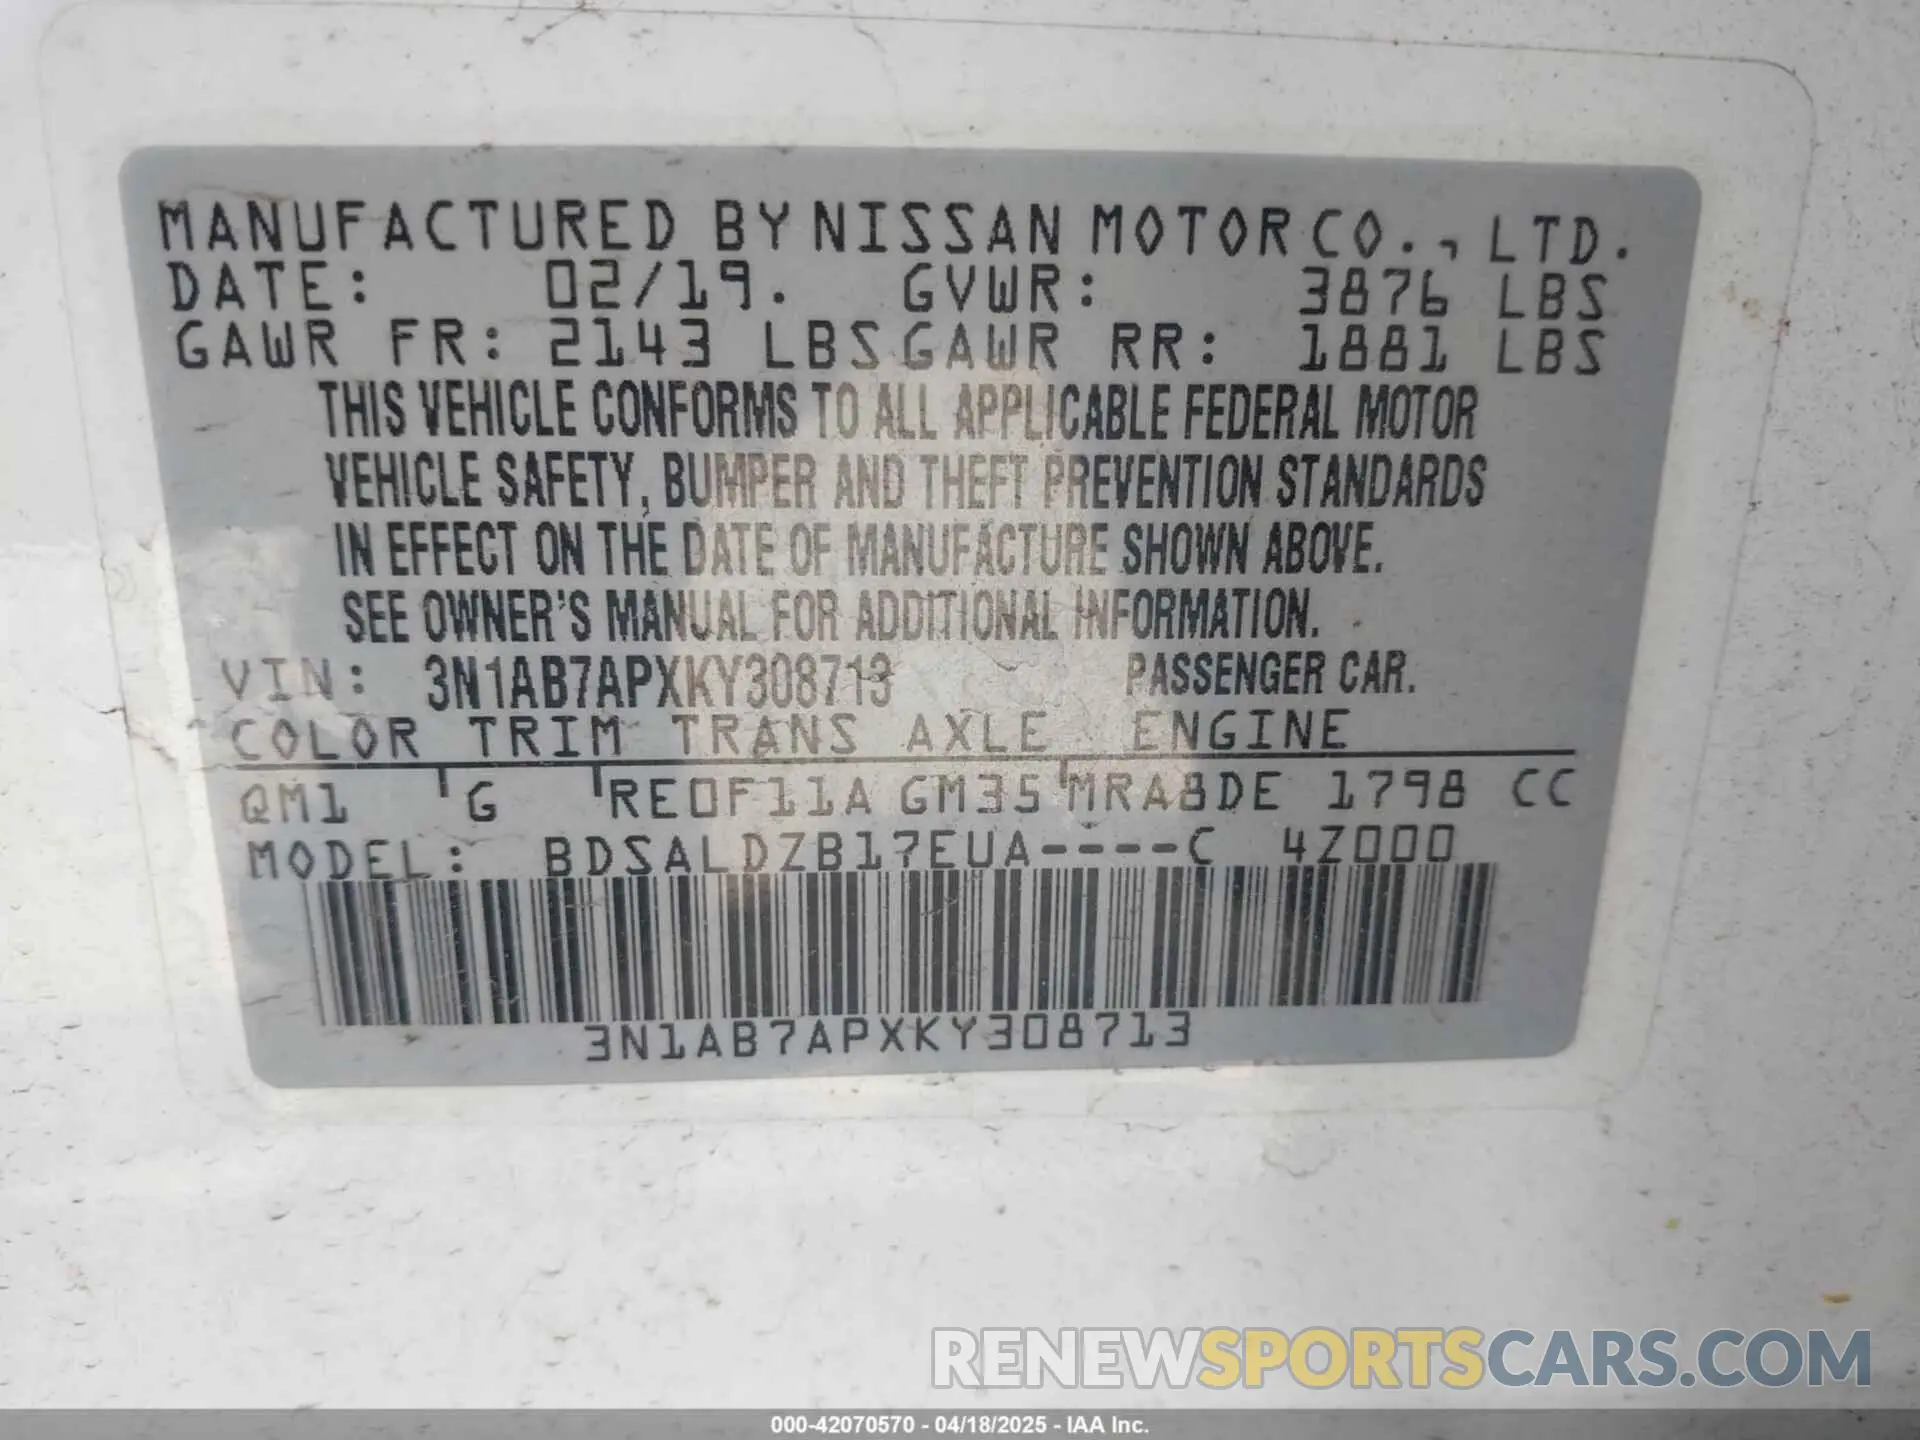 MANUFACTURED BY NISSAN MOTOR CO., LTD.
DATE: 02/19. GVWR: 3876 LBS
GAWR FR: 2143 LBS GAWR RR: 1881 LBS
THIS VEHICLE CONFORMS TO ALL APPLICABLE FEDERAL MOTOR
VEHICLE SAFETY, BUMPER AND THEFT PREVENTION STANDARDS
IN EFFECT ON THE DATE OF MANUFACTURE SHOWN ABOVE.
SEE OWNER'S MANUAL FOR ADDITIONAL INFORMATION.
VIN: 3N1AB7APXKY308713 PASSENGER CAR.
COLOR TRIM TRANS AXLE ENGINE
QM1 G RE0F11A GM35 MRA8DE 1798 CC
MODEL: BDSALDZB17EUA----C 4Z000
3N1AB7APXKY308713
RENEWSPORTSCARS.COM
000-42070570 - 04/18/2025 - IAA Inc.